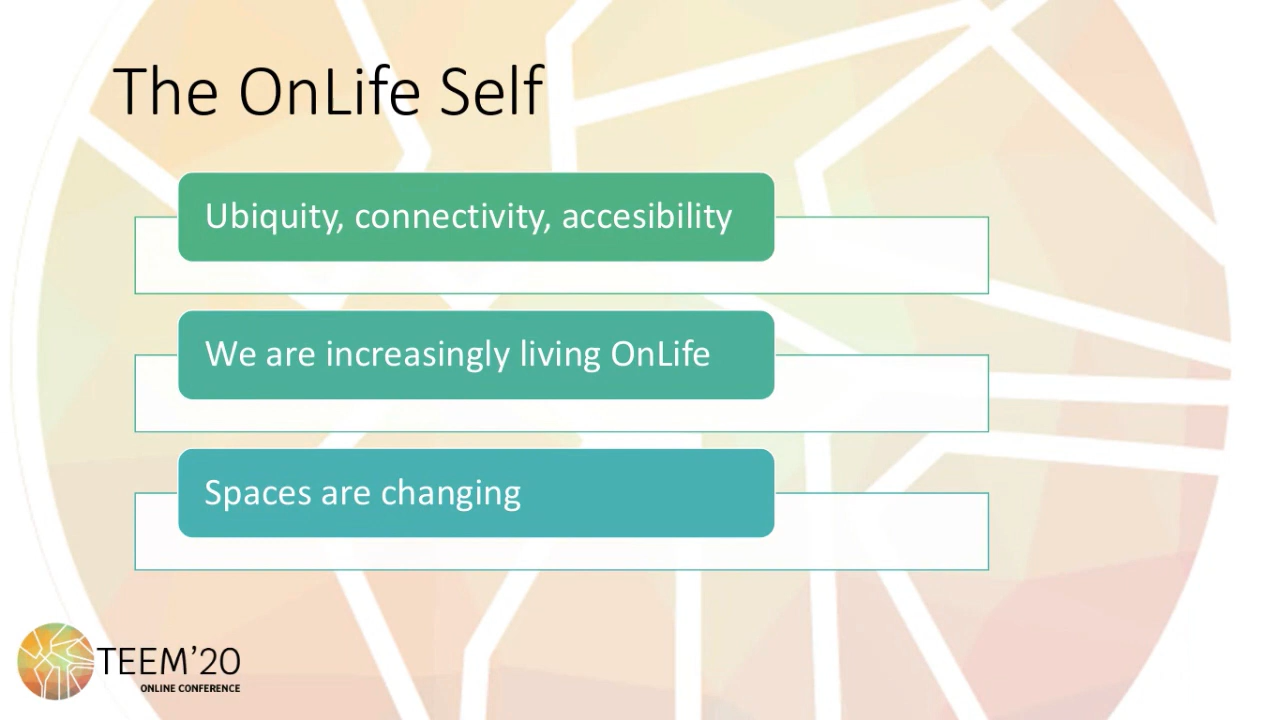 The OnLife Self
Ubiquity, connectivity, accesibility
We are increasingly living OnLife
Spaces are changing
TEEM'20
ONLINE CONFERENCE